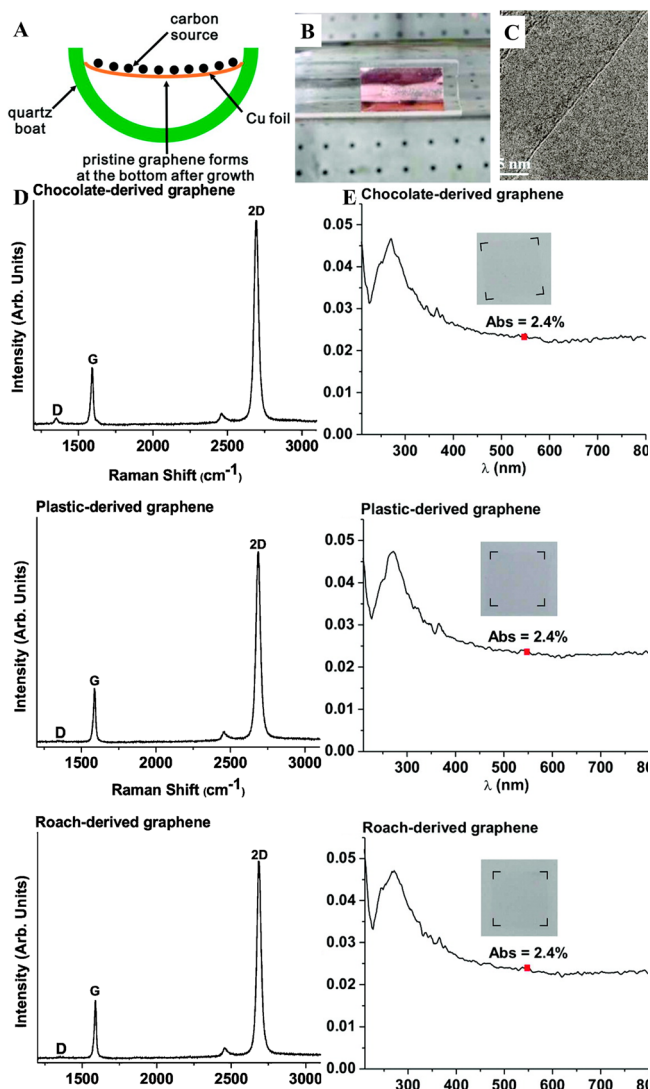 A
carbon
source
quartz
boat
Cu foil
pristine graphene forms
at the bottom after growth
B
C
5 nm
D
Chocolate-derived graphene
Intensity (Arb. Units)
D
G
2D
1500
2000
2500
3000
Raman Shift (cm⁻¹)
E
Chocolate-derived graphene
0.05
0.04
0.03
0.02
0.01
0.00
Abs = 2.4%
300
400
500
600
700
800
λ (nm)
Plastic-derived graphene
Intensity (Arb. Units)
D
G
2D
1500
2000
2500
3000
Raman Shift (cm⁻¹)
Plastic-derived graphene
0.05
0.04
0.03
0.02
0.01
0.00
Abs = 2.4%
300
400
500
600
700
800
λ (nm)
Roach-derived graphene
Intensity (Arb. Units)
D
G
2D
1500
2000
2500
3000
Roach-derived graphene
0.05
0.04
0.03
0.02
0.01
0.00
Abs = 2.4%
300
400
500
600
700
800